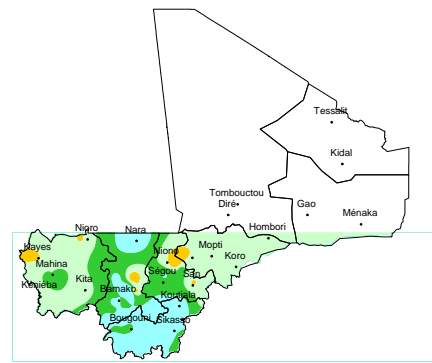 Tessalit
Kidal
Tombouctou
Diré
Gao
Ménaka
Hombori
Nioro
Nara
Kayes
Mahina
Kita
Kéniéba
Niono
Mopti
Koro
Ségou
San
Bamako
Koutiala
Bougouni
Sikasso